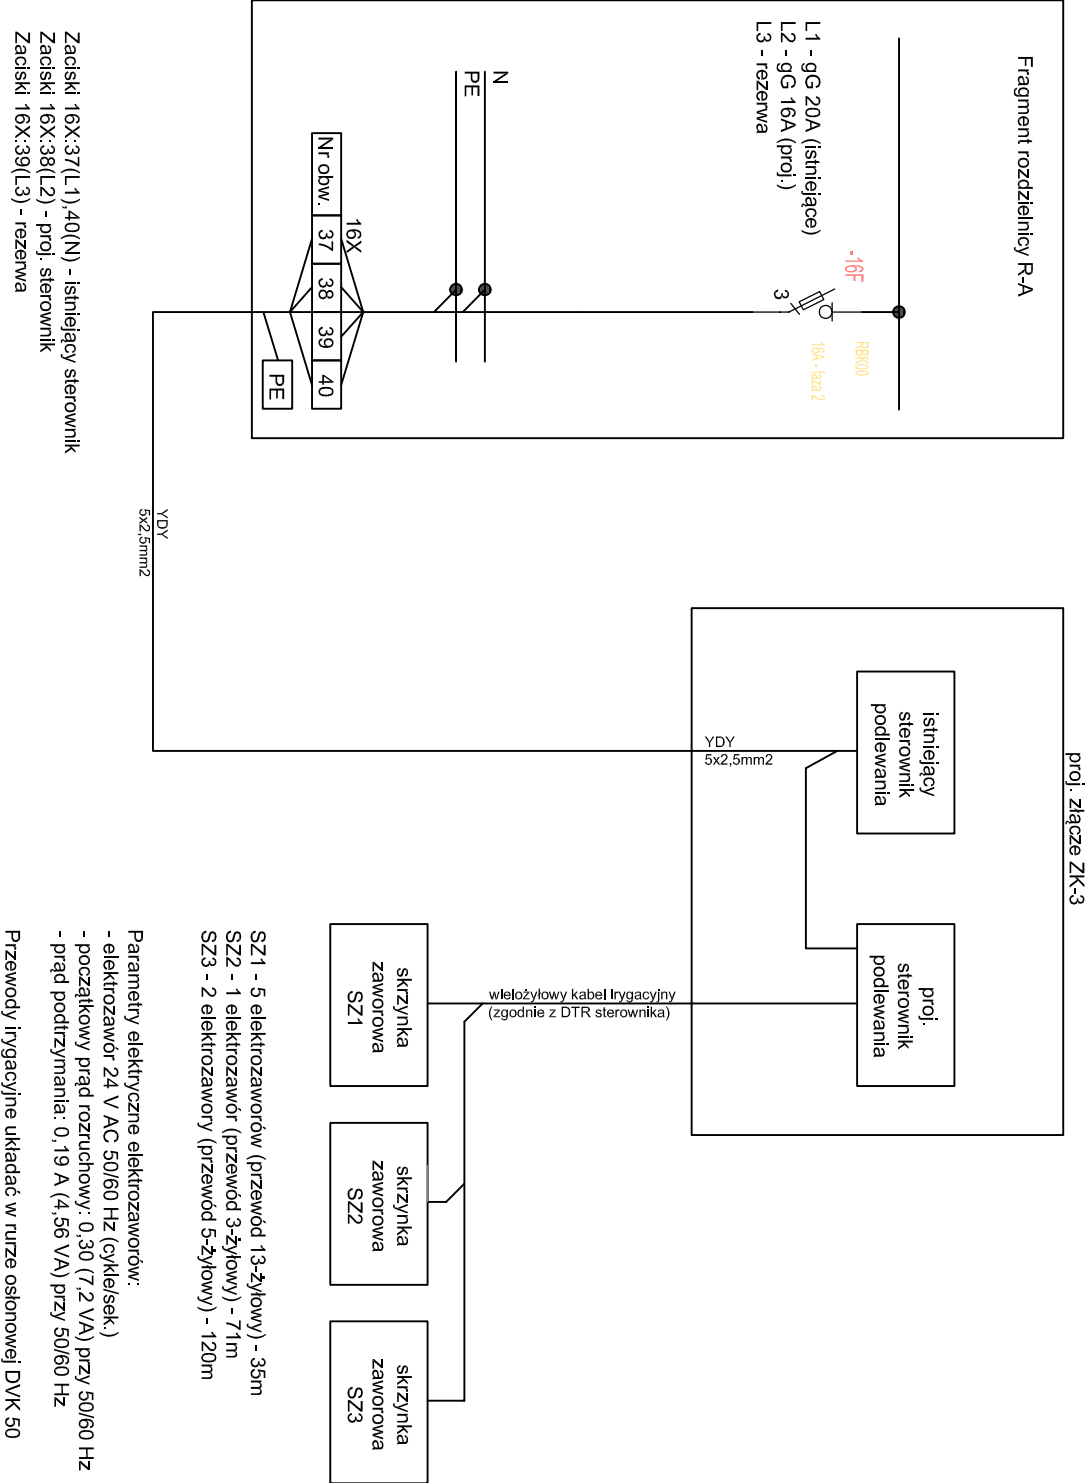 Fragment rozdzielnicy R-A
L1 - gG 20A (istniejące)
L2 - gG 16A (proj.)
L3 - rezerwa
-16F
3
RBK00
16A - faza 2
N
PE
16X
Nr obw. 37 38 39 40
PE
Zaciski 16X:37(L1),40(N) - istniejący sterownik
Zaciski 16X:38(L2) - proj. sterownik
Zaciski 16X:39(L3) - rezerwa
YDY
5x2,5mm2
proj. złącze ZK-3
istniejący
sterownik
podlewania
proj.
sterownik
podlewania
YDY
5x2,5mm2
wielożyłowy kabel irygacyjny
(zgodnie z DTR sterownika)
skrzynka
zaworowa
SZ1
skrzynka
zaworowa
SZ2
skrzynka
zaworowa
SZ3
SZ1 - 5 elektrozaworów (przewód 13-żyłowy) - 35m
SZ2 - 1 elektrozawór (przewód 3-żyłowy) - 71m
SZ3 - 2 elektrozawory (przewód 5-żyłowy) - 120m
Parametry elektryczne elektrozaworów:
- elektrozawór 24 V AC 50/60 Hz (cykle/sek.)
- początkowy prąd rozruchowy: 0,30 (7,2 VA) przy 50/60 Hz
- prąd podtrzymania: 0,19 A (4,56 VA) przy 50/60 Hz
Przewody irygacyjne układać w rurze osłonowej DVK 50